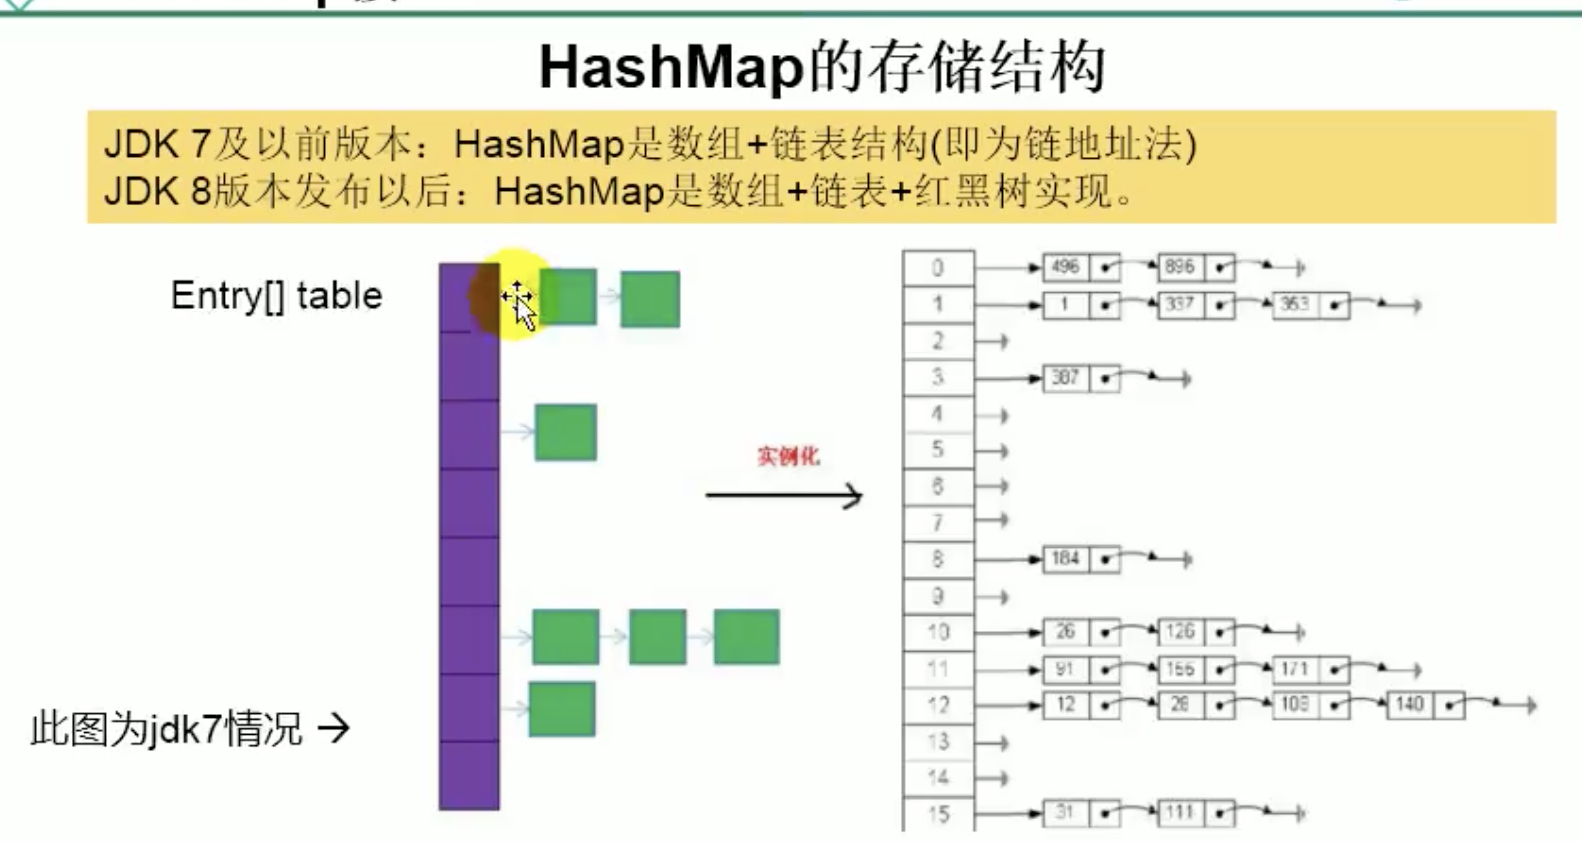 HashMap的存储结构
JDK 7及以前版本：HashMap是数组+链表结构(即为链地址法)
JDK 8版本发布以后：HashMap是数组+链表+红黑树实现。
Entry[] table
实例化
此图为jdk7情况 →
0 496 896
1 1 337 353
2
3 387
4
5
6
7
8 184
9
10 26 126
11 91 155 171
12 12 28 108 140
13
14
15 31 111